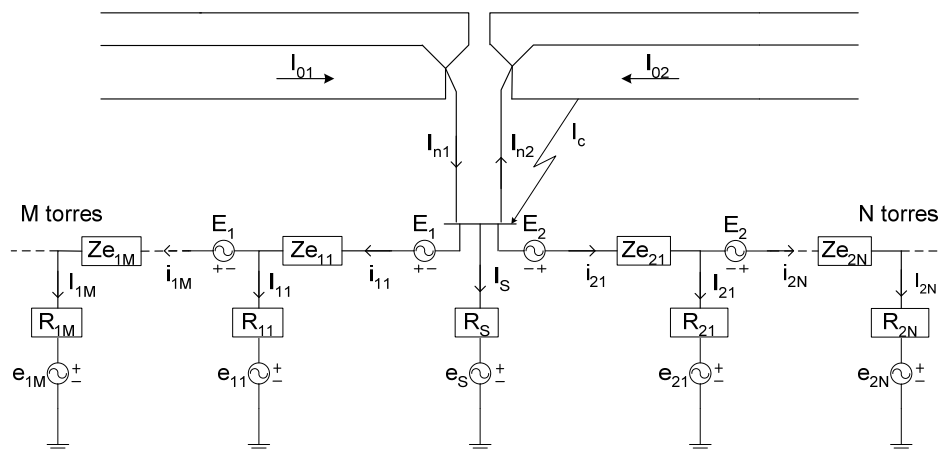 I01 I02
In1 In2 Ic
M torres N torres
E1 E1 E2 E2
Ze1M Ze11 Ze21 Ze2N
+- +- -+ -+
i1M i11 i21 i2N
I1M I11 IS I21 I2N
R1M R11 RS R21 R2N
e1M + - e11 + - eS + - e21 + - e2N + -